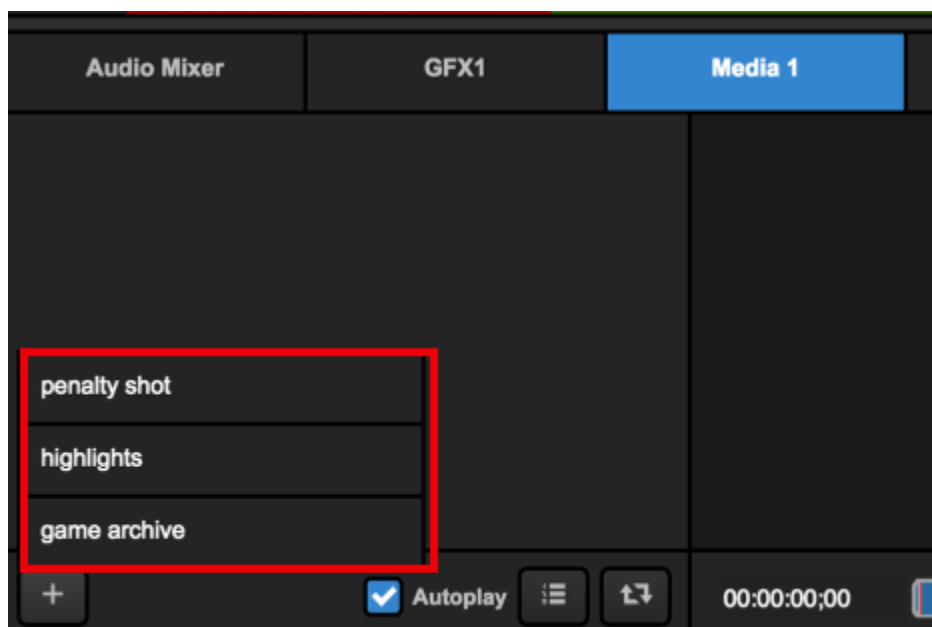 Audio Mixer GFX1 Media 1
penalty shot
highlights
game archive
+ Autoplay 00:00:00;00